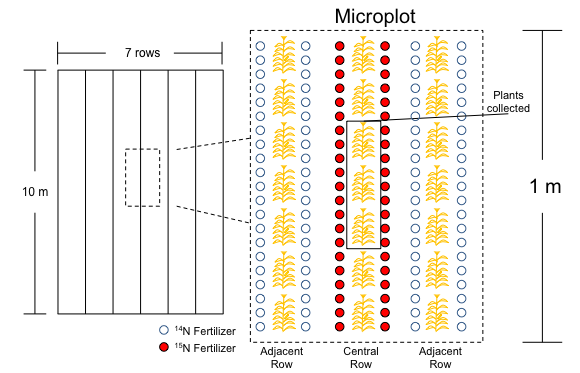 Microplot
7 rows
Plants
collected
10 m
1 m
¹⁴N Fertilizer
¹⁵N Fertilizer
Adjacent
Row
Central
Row
Adjacent
Row